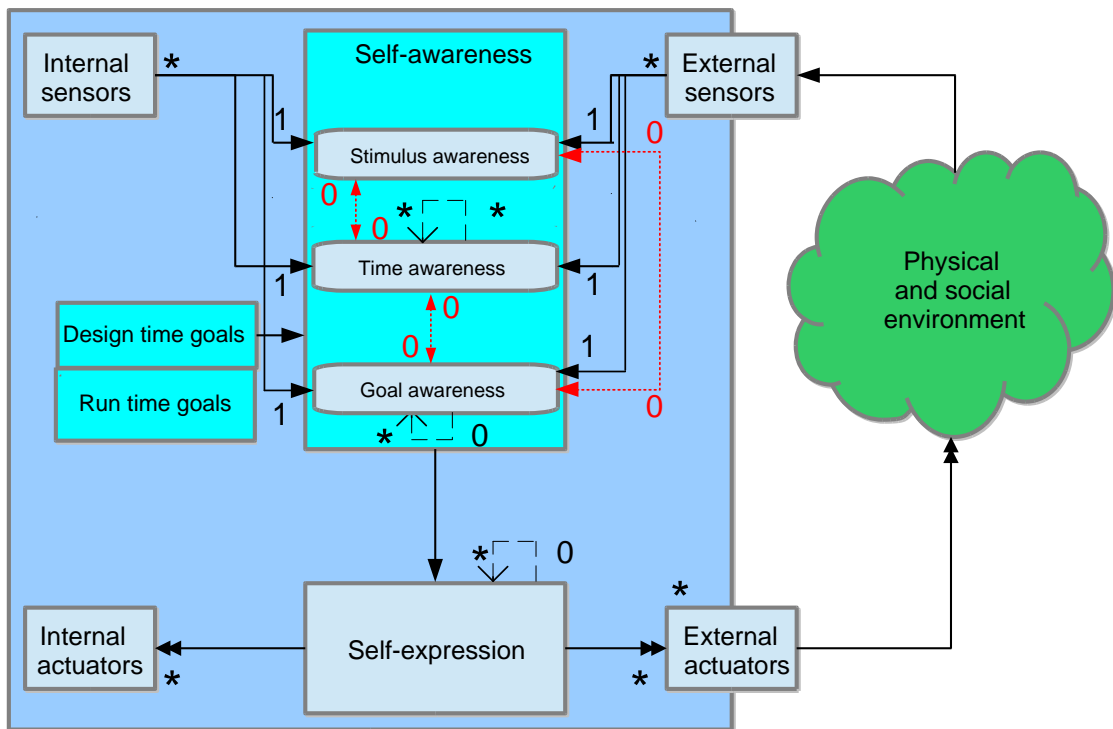 Internal
sensors
*
Self-awareness
*
External
sensors
1
1
0
Stimulus awareness
0
0
*
*
Time awareness
1
1
Physical
and social
environment
0
0
Design time goals
1
Goal awareness
Run time goals
1
0
*
0
*
0
*
Internal
actuators
*
Self-expression
*
External
actuators